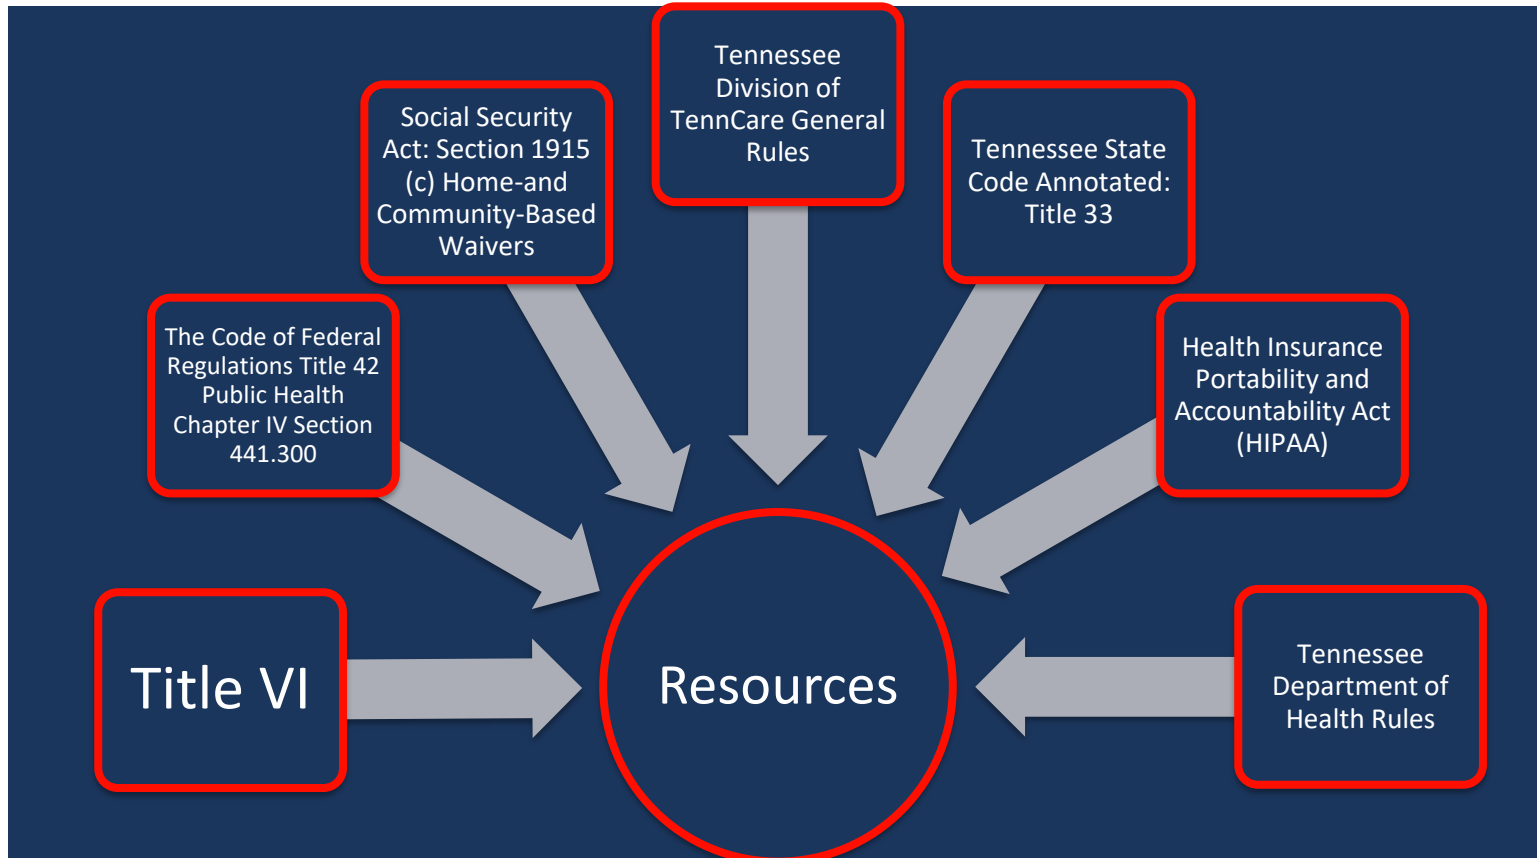 Tennessee
Division of
TennCare General
Rules
Social Security
Act: Section 1915
(c) Home-and
Community-Based
Waivers
Tennessee State
Code Annotated:
Title 33
The Code of Federal
Regulations Title 42
Public Health
Chapter IV Section
441.300
Health Insurance
Portability and
Accountability Act
(HIPAA)
Title VI
Resources
Tennessee
Department of
Health Rules